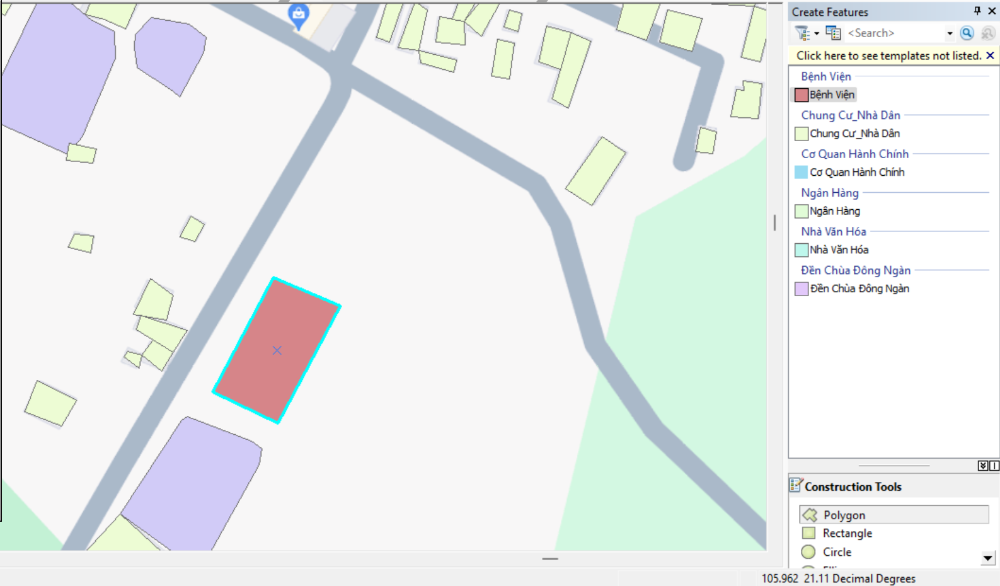 Create Features
<Search>
Click here to see templates not listed.
Bệnh Viện
Bệnh Viện
Chung Cư_Nhà Dân
Chung Cư_Nhà Dân
Cơ Quan Hành Chính
Cơ Quan Hành Chính
Ngân Hàng
Ngân Hàng
Nhà Văn Hóa
Nhà Văn Hóa
Đền Chùa Đông Ngàn
Đền Chùa Đông Ngàn
Construction Tools
Polygon
Rectangle
Circle
105.962 21.11 Decimal Degrees